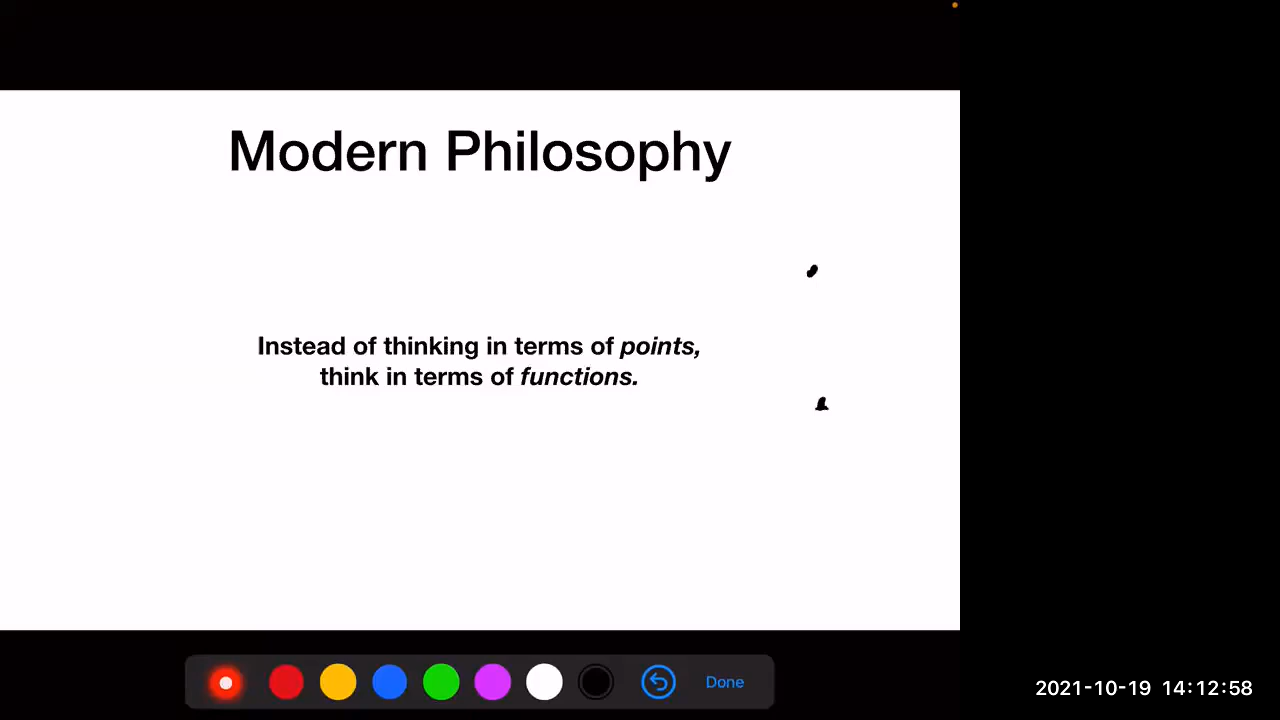 Modern Philosophy
Instead of thinking in terms of points,
think in terms of functions.
Done
2021-10-19 14:12:58